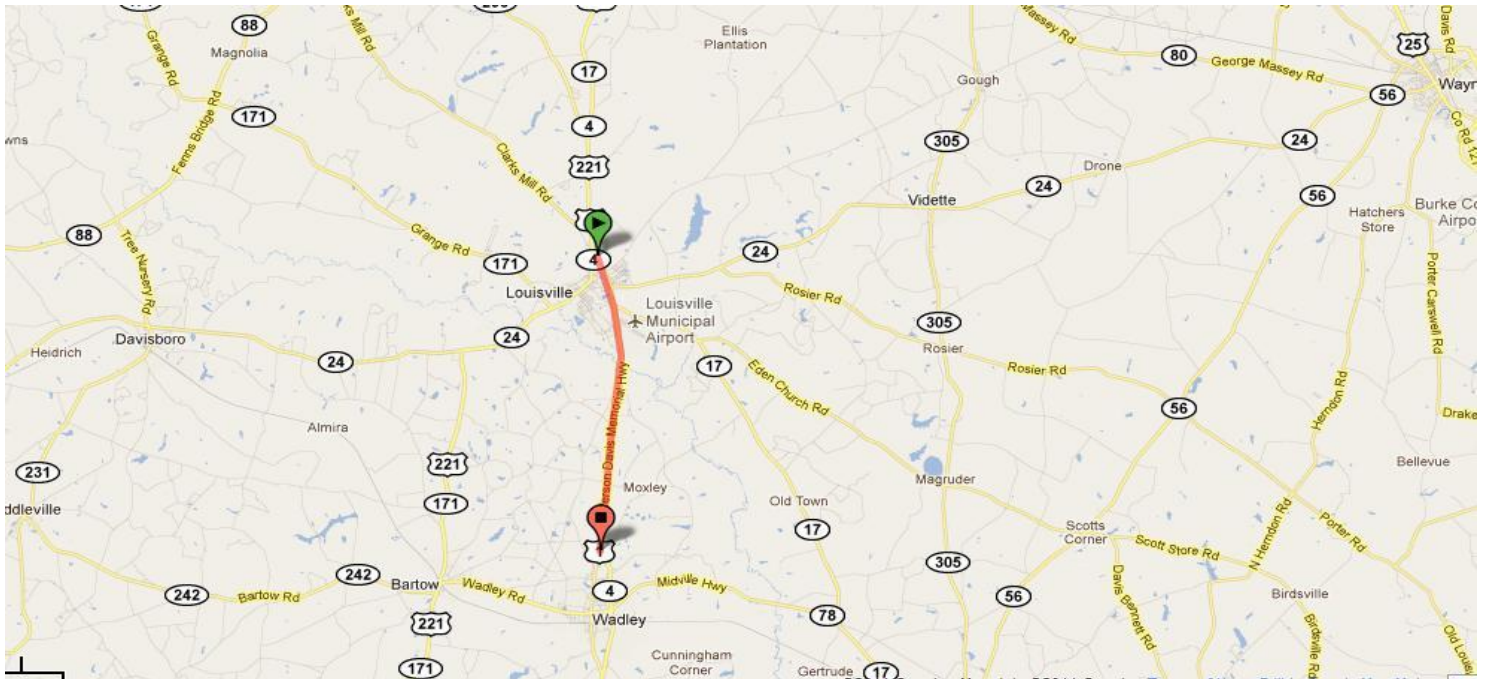 88
Magnolia
Grange Rd
Fenns Bridge Rd
171
17
4
221
Clarks Mill Rd
Ellis
Plantation
Massey Rd
80
George Massey Rd
25
Davis Rd
Wayn
56
Gough
305
24
Drone
24
Vidette
56
Hatchers
Store
Burke Co
Airpo
88
Tree Nursery Rd
Grange Rd
171
4
24
Louisville
Louisville
Municipal
Airport
Rosier Rd
Porter Carswell Rd
Davisboro
Heidrich
24
24
305
Rosier
Rosier Rd
17
Eden Church Rd
56
Herndon Rd
Drake
erson Davis Memorial Hwy
Almira
221
171
231
ddleville
Moxley
Old Town
17
Magruder
Bellevue
Scotts
Corner
Scott Store Rd
N Herndon Rd
Porter Rd
305
242
242
Bartow Rd
Bartow
Wadley Rd
4
Midville Hwy
Wadley
78
56
Davis Bennett Rd
Birdsville
Birdsville Rd
221
171
Cunningham
Corner
Gertrude
17